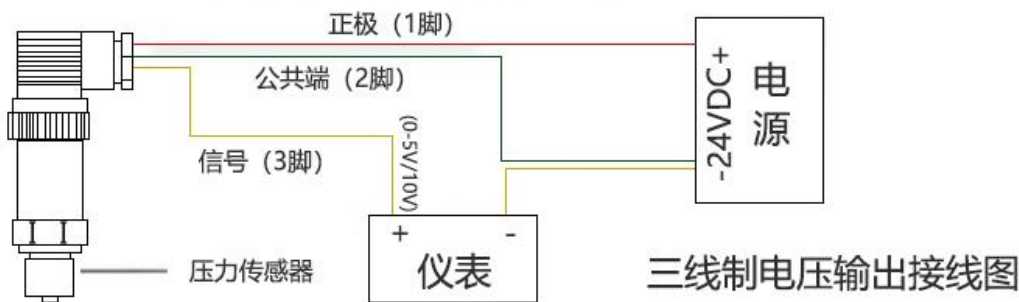 正极（1脚）
公共端（2脚）
信号（3脚）
(0-5V/10V)
-24VDC+
电源
+ -
仪表
压力传感器
三线制电压输出接线图